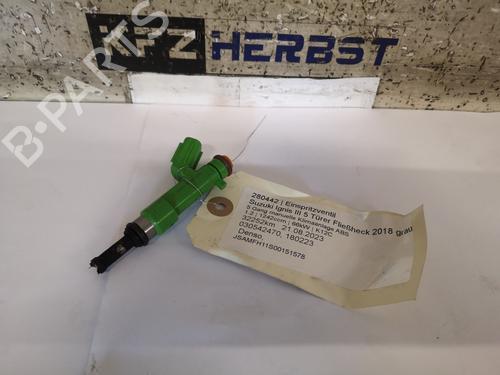 KFZ HERBST
B-PARTS
280442 | Einspritzventil
Suzuki Ignis III 5 Türer Fließheck 2018 grau
5 Gang manuelle Klimaanlage ABS
1.2 | 1242ccm, | 66kW | K12C
32252km 21.08.2023
030542470, 180223
Denso,
JSAMFH11S00151578